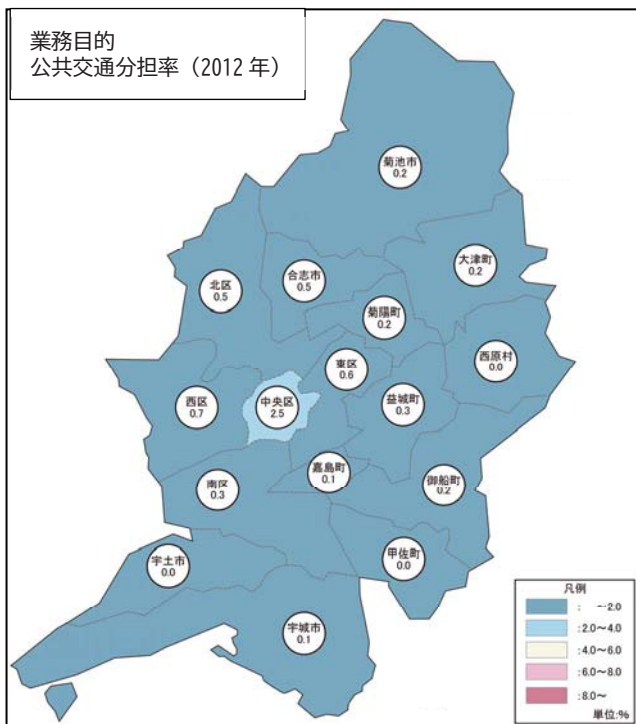 業務目的
公共交通分担率（2012 年）
菊池市
0.2
大津町
0.2
合志市
0.5
北区
0.5
菊陽町
0.2
西原村
0.0
東区
0.6
西区
0.7
中央区
2.5
益城町
0.3
嘉島町
0.1
南区
0.3
御船町
0.2
宇土市
0.0
甲佐町
0.0
宇城市
0.1
凡例
: ～2.0
:2.0～4.0
:4.0～6.0
:6.0～8.0
:8.0～
単位:%